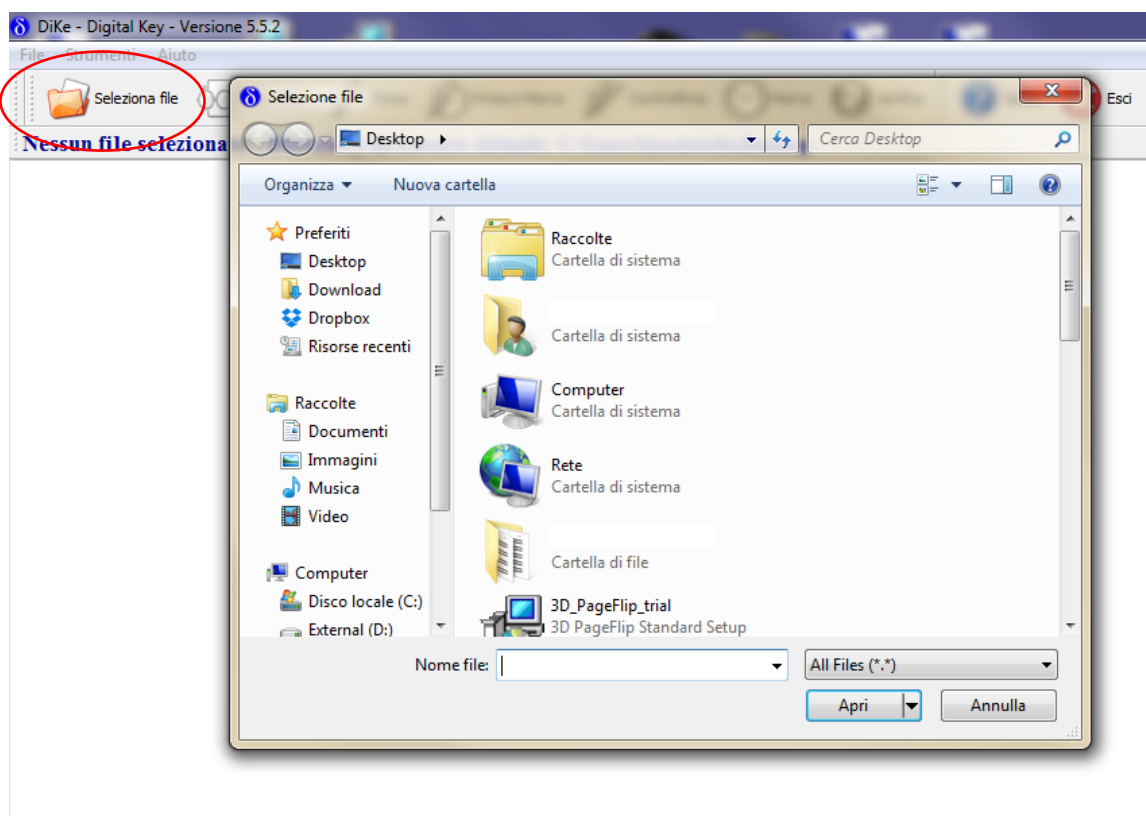 DiKe - Digital Key - Versione 5.5.2
File Strumenti Aiuto
Seleziona file
Esci
Nessun file seleziona
Selezione file
Desktop
Cerca Desktop
Organizza
Nuova cartella
Preferiti
Desktop
Download
Dropbox
Risorse recenti
Raccolte
Documenti
Immagini
Musica
Video
Computer
Disco locale (C:)
External (D:)
Raccolte
Cartella di sistema
Cartella di sistema
Computer
Cartella di sistema
Rete
Cartella di sistema
Cartella di file
3D_PageFlip_trial
3D PageFlip Standard Setup
Nome file:
All Files (*.*)
Apri
Annulla